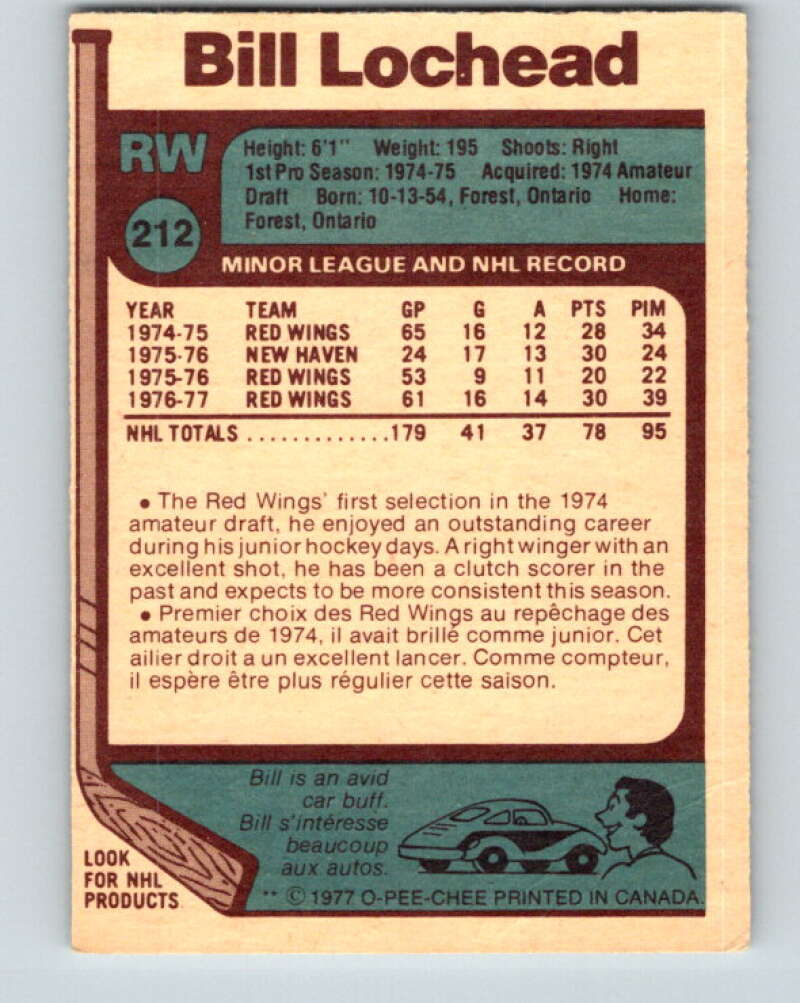 Bill Lochead
RW
Height: 6'1" Weight: 195 Shoots: Right
1st Pro Season: 1974-75 Acquired: 1974 Amateur
Draft Born: 10-13-54, Forest, Ontario Home:
Forest, Ontario
212
MINOR LEAGUE AND NHL RECORD
YEAR TEAM GP G A PTS PIM
1974-75 RED WINGS 65 16 12 28 34
1975-76 NEW HAVEN 24 17 13 30 24
1975-76 RED WINGS 53 9 11 20 22
1976-77 RED WINGS 61 16 14 30 39
NHL TOTALS .............179 41 37 78 95
• The Red Wings' first selection in the 1974
amateur draft, he enjoyed an outstanding career
during his junior hockey days. A right winger with an
excellent shot, he has been a clutch scorer in the
past and expects to be more consistent this season.
• Premier choix des Red Wings au repêchage des
amateurs de 1974, il avait brillé comme junior. Cet
ailier droit a un excellent lancer. Comme compteur,
il espère être plus régulier cette saison.
Bill is an avid
car buff.
Bill s'intéresse
beaucoup
aux autos.
LOOK
FOR NHL
PRODUCTS
** © 1977 O-PEE-CHEE PRINTED IN CANADA.